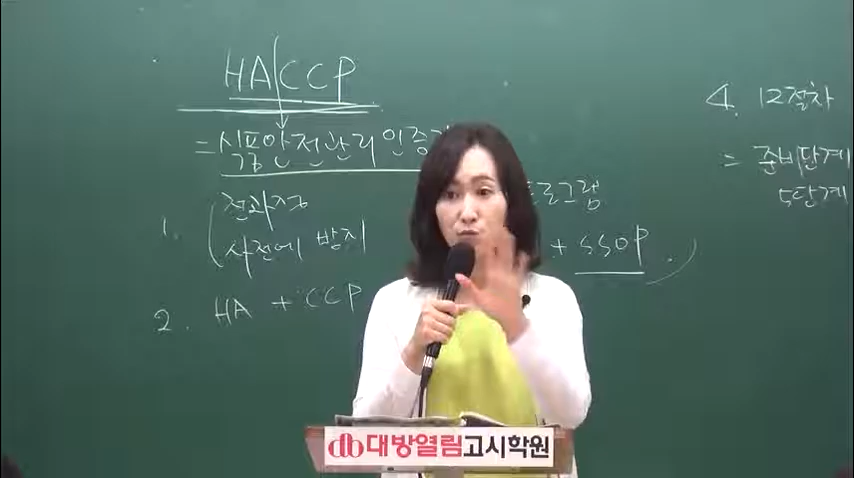 HACCP
= 식품안전관리인증
1. 전과정
사전에 방지
2. HA + CCP
프로그램
+ SSOP
4. 12절차
= 준비단계
5단계
db 대방열림고시학원